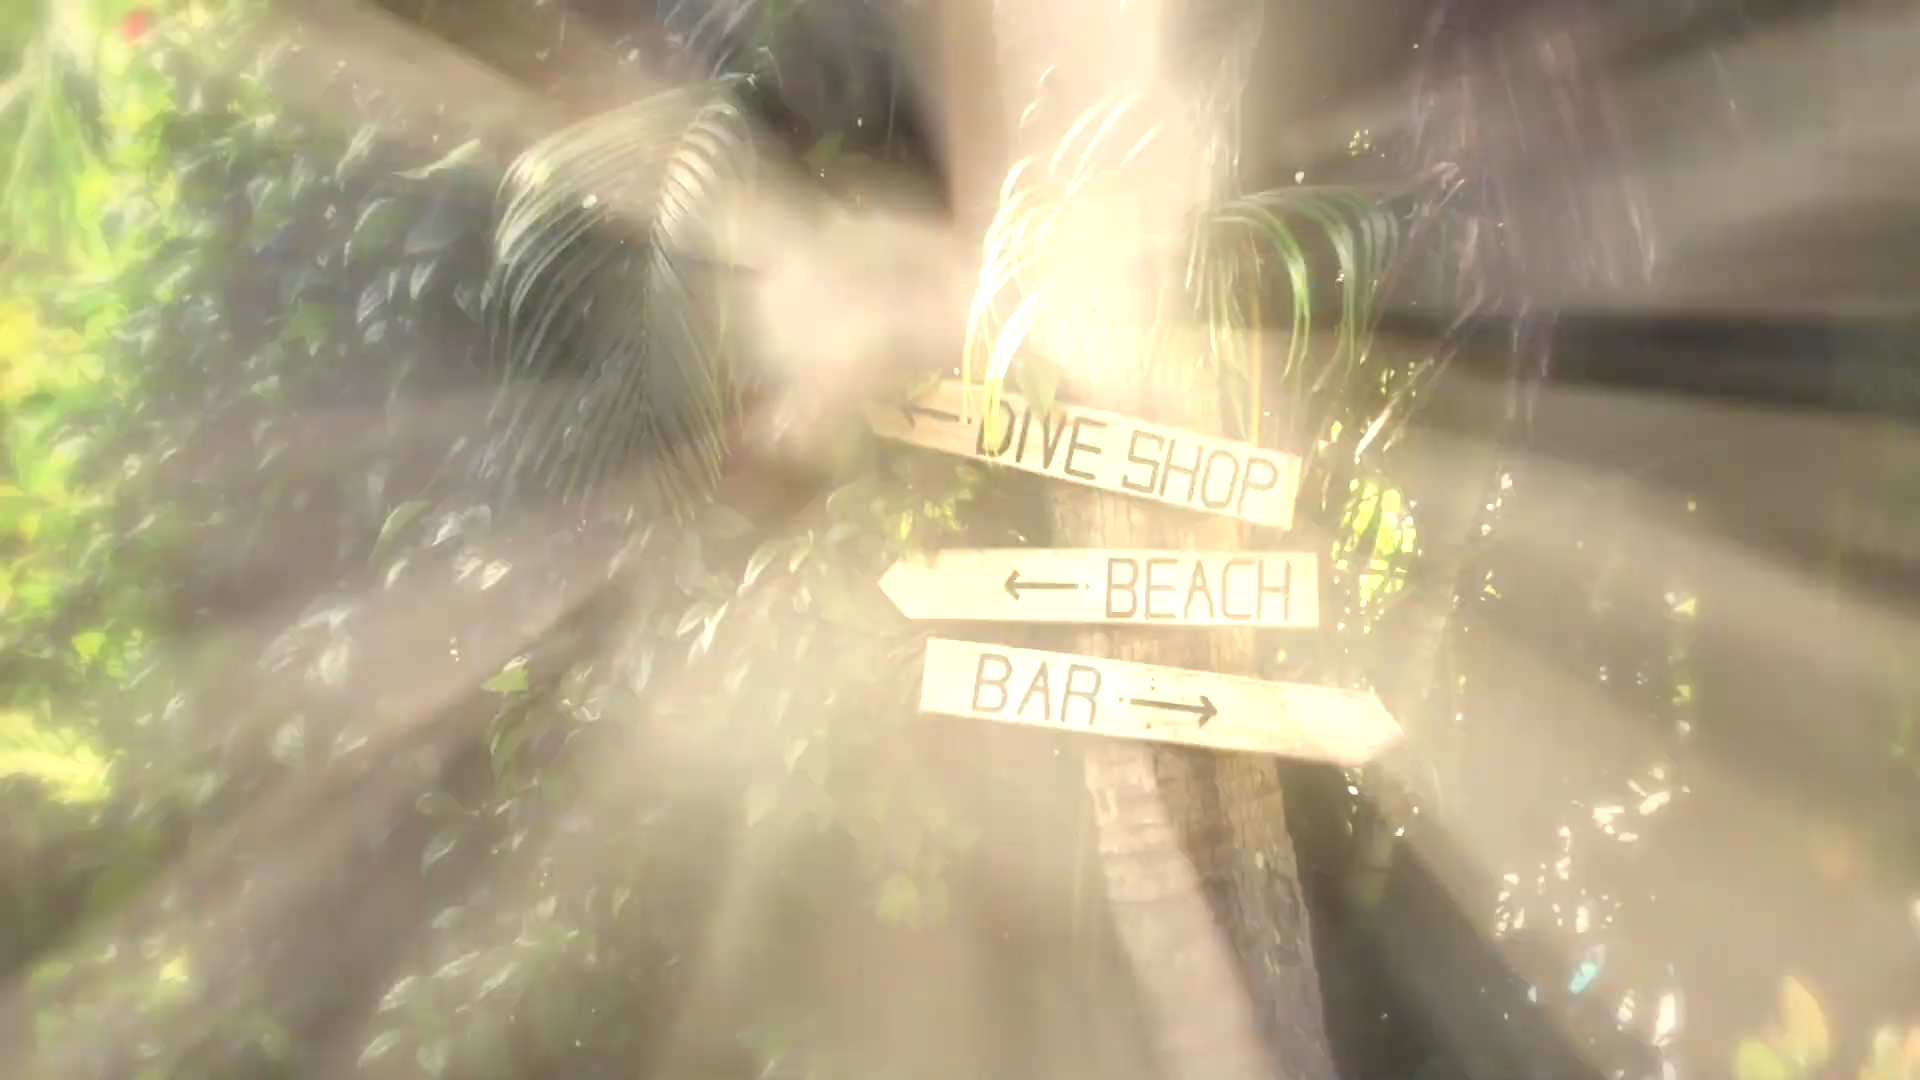 ← DIVE SHOP
← BEACH
BAR →